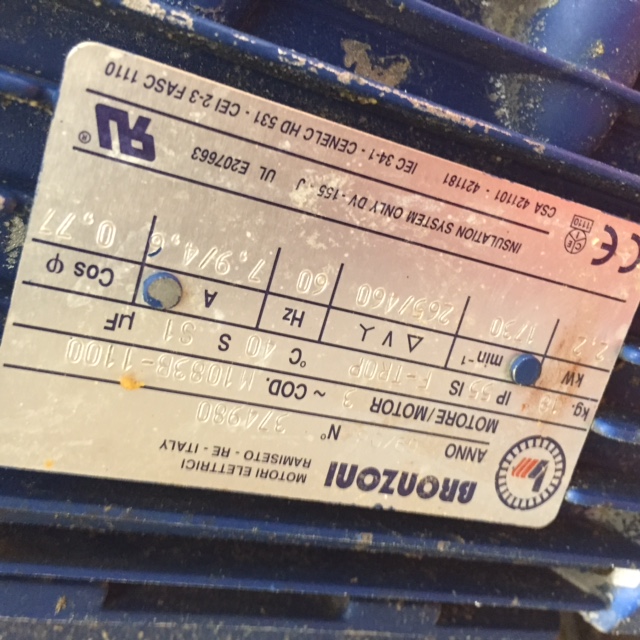 BRONZONI
MOTORI ELETTRICI
RAMISETO - RE - ITALY
ANNO N° 374980
MOTORE/MOTOR 3 ~ COD.
kg. IP 55 IS F-TROP °C 40 S S1 µF
kW min⁻¹ Δ V Y Hz A Cos φ
2,2 265/460 60 7,9/4,6 0,77
CE
INSULATION SYSTEM ONLY DV - 155 - J UL E207663
CSA 421101 - 421181 IEC 34-1 - CENELC HD 531 - CEI 2-3 FASC 1110